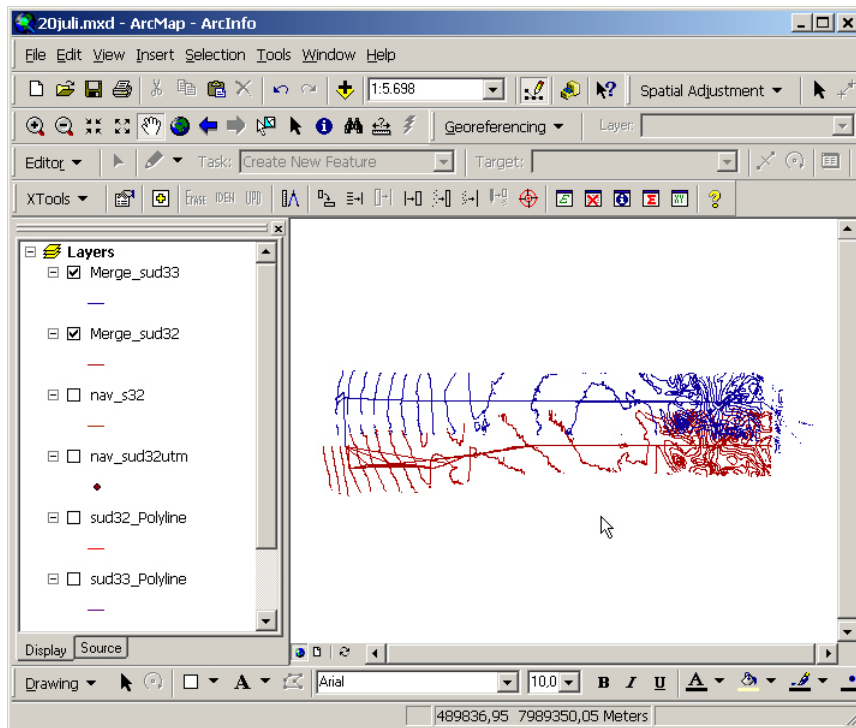 20juli.mxd - ArcMap - ArcInfo
File Edit View Insert Selection Tools Window Help
1:5.698 Spatial Adjustment
Georeferencing Layer:
Editor Task: Create New Feature Target:
XTools ERASE IDEN UPD
Layers
Merge_sud33
Merge_sud32
nav_s32
nav_sud32utm
sud32_Polyline
sud33_Polyline
Display Source
Drawing A Arial 10,0 B I U A
489836,95 7989350,05 Meters